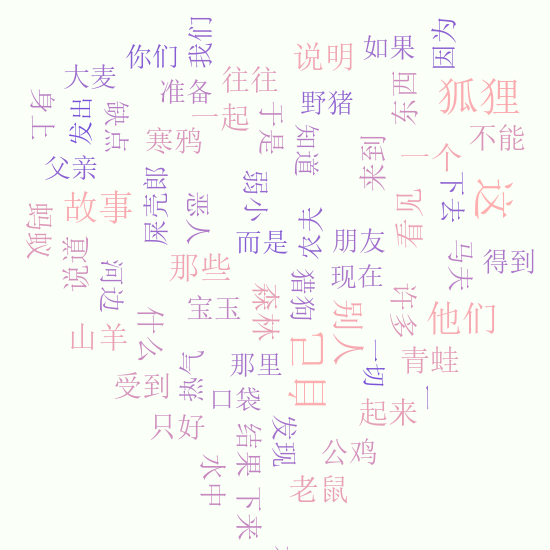 因为
我们
你们
说明
如果
大麦
准备
往往
东西
狐狸
身上
发出
缺点
一起
野猪
寒鸦
于是
知道
来到
一个
不能
父亲
屎壳郎
恶人
弱小
看见
下去
这
故事
蚂蚁
说道
河边
而是
农夫
朋友
马夫
得到
那些
现在
猎狗
宝玉
森林
别人
许多
他们
山羊
什么
自己
一切
青蛙
热气
那里
受到
口袋
一
起来
只好
结果
发现
公鸡
水中
下来
老鼠